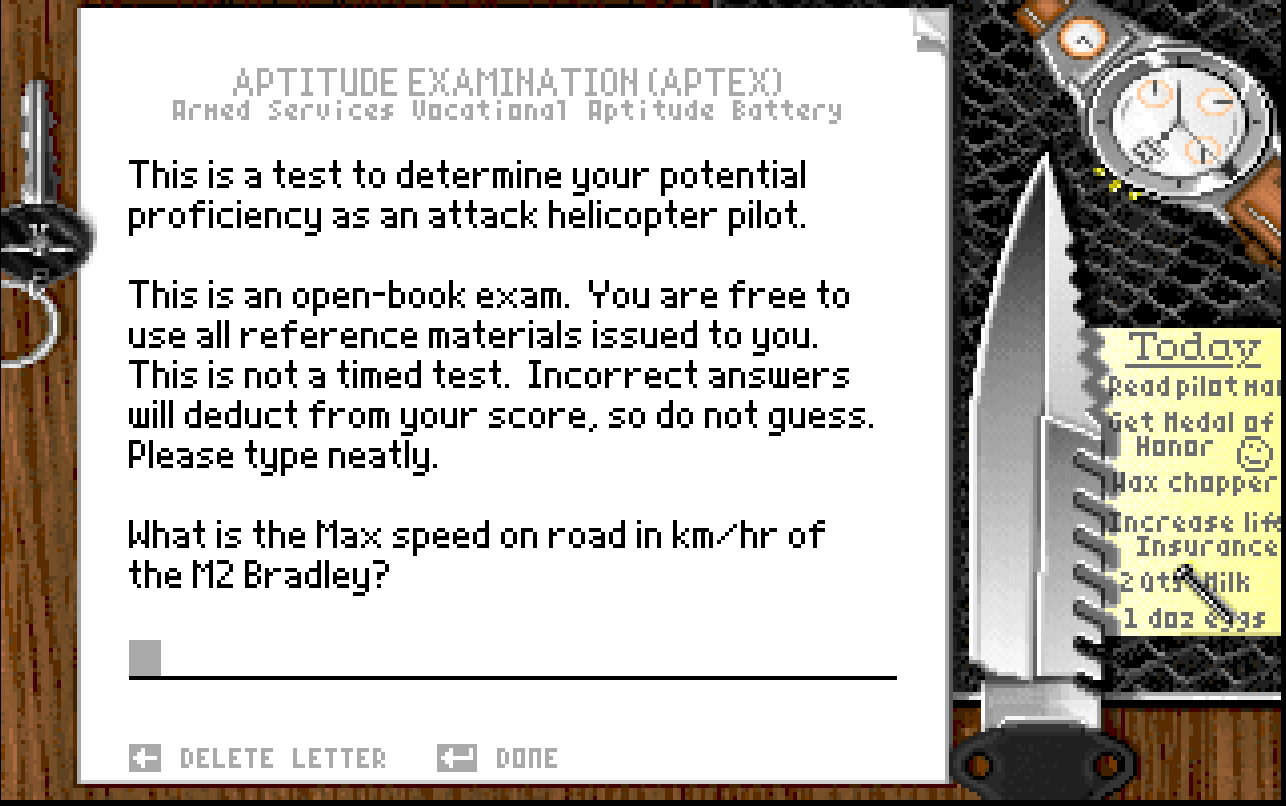 APTITUDE EXAMINATION (APTEX)
Armed Services Vocational Aptitude Battery
This is a test to determine your potential
proficiency as an attack helicopter pilot.
This is an open-book exam. You are free to
use all reference materials issued to you.
This is not a timed test. Incorrect answers
will deduct from your score, so do not guess.
Please type neatly.
What is the Max speed on road in km/hr of
the M2 Bradley?
DELETE LETTER DONE
Today
Read pilot
Get Medal of
Honor
Wax chopper
Increase
Insurance
2 Qts Milk
1 doz eggs